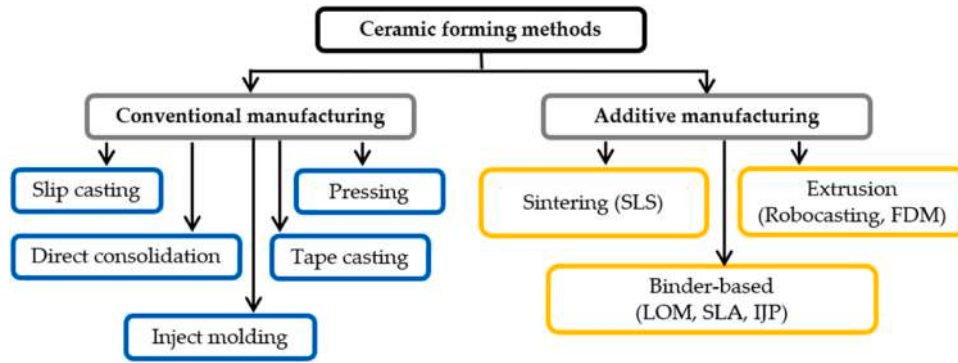 Ceramic forming methods
Conventional manufacturing
Additive manufacturing
Slip casting
Pressing
Direct consolidation
Tape casting
Inject molding
Sintering (SLS)
Extrusion
(Robocasting, FDM)
Binder-based
(LOM, SLA, IJP)